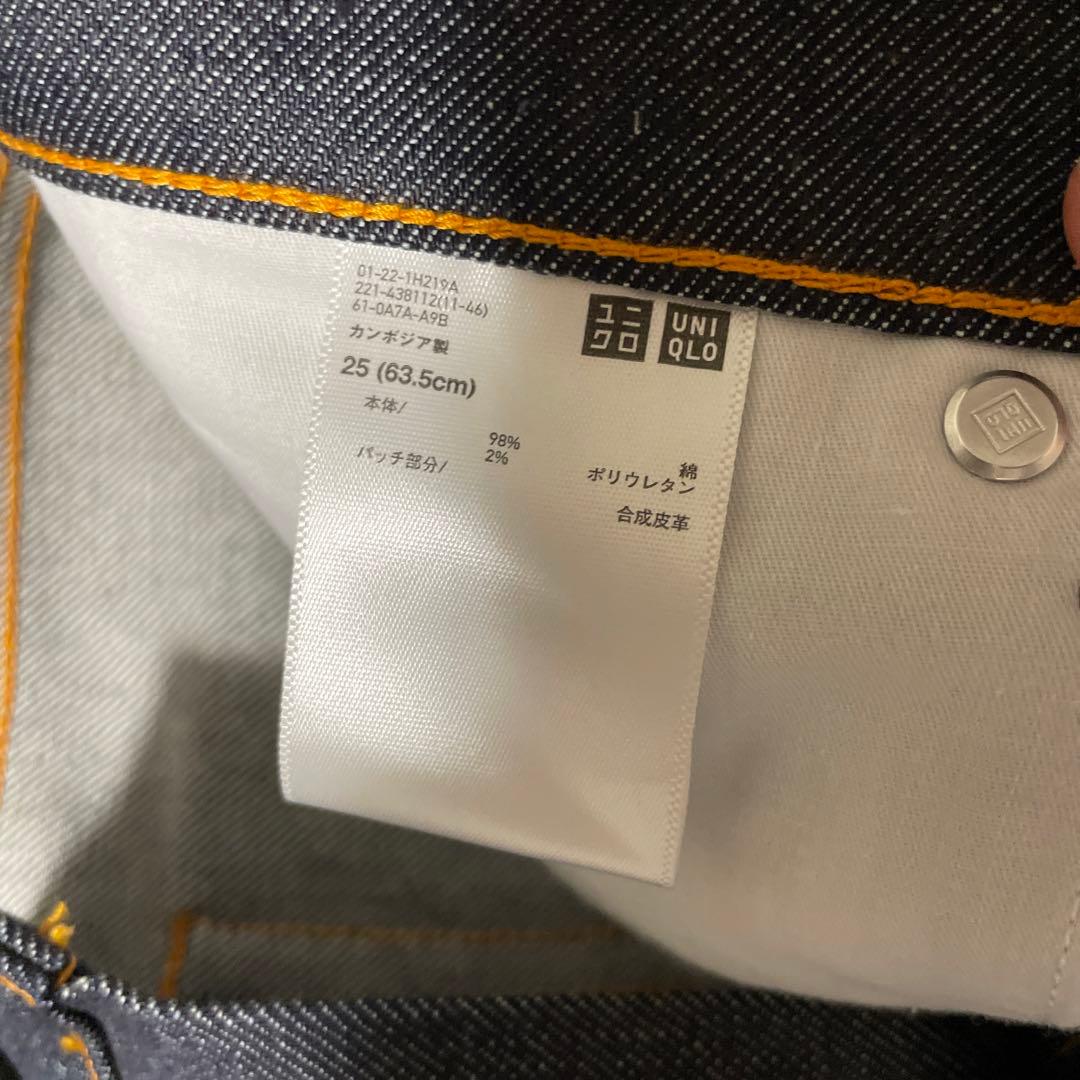 01-22-1H219A
221-438112(11-46)
61-0A7A-A9B
カンボジア製
25 (63.5cm)
本体/
98% 綿
2% ポリウレタン
パッチ部分/
合成皮革
ユニ
クロ
UNI
QLO
UNI
QLO